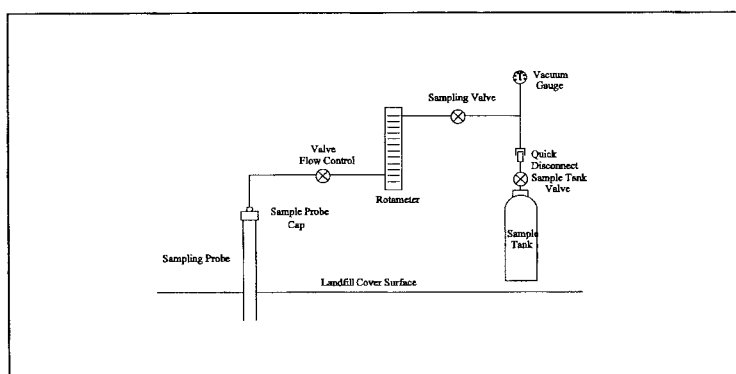 Vacuum
Gauge
Sampling Valve
Valve
Flow Control
Quick
Disconnect
Sample Tank
Valve
Rotameter
Sample Probe
Cap
Sample
Tank
Sampling Probe
Landfill Cover Surface